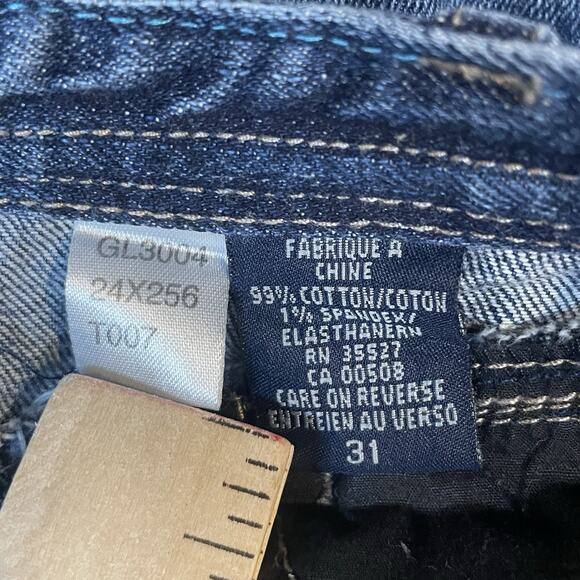 GL3004
24X256
T007
FABRIQUE A
CHINE
99% COTTON/COTON
1% SPANDEX/
ELASTHANERN
RN 35527
CA 00508
CARE ON REVERSE
ENTREIEN AU VERSO
31